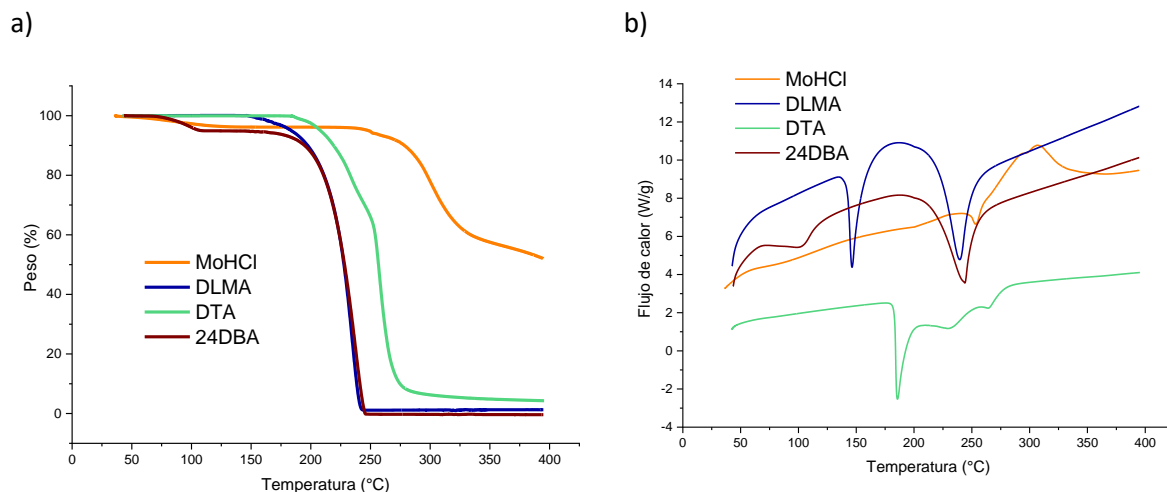 a)
Peso (%)
100
80
60
40
20
0
MoHCl
DLMA
DTA
24DBA
0 50 100 150 200 250 300 350 400
Temperatura (°C)
b)
Flujo de calor (W/g)
MoHCl
DLMA
DTA
24DBA
14
12
10
8
6
4
2
0
-2
-4
0 50 100 150 200 250 300 350 400
Temperatura (°C)